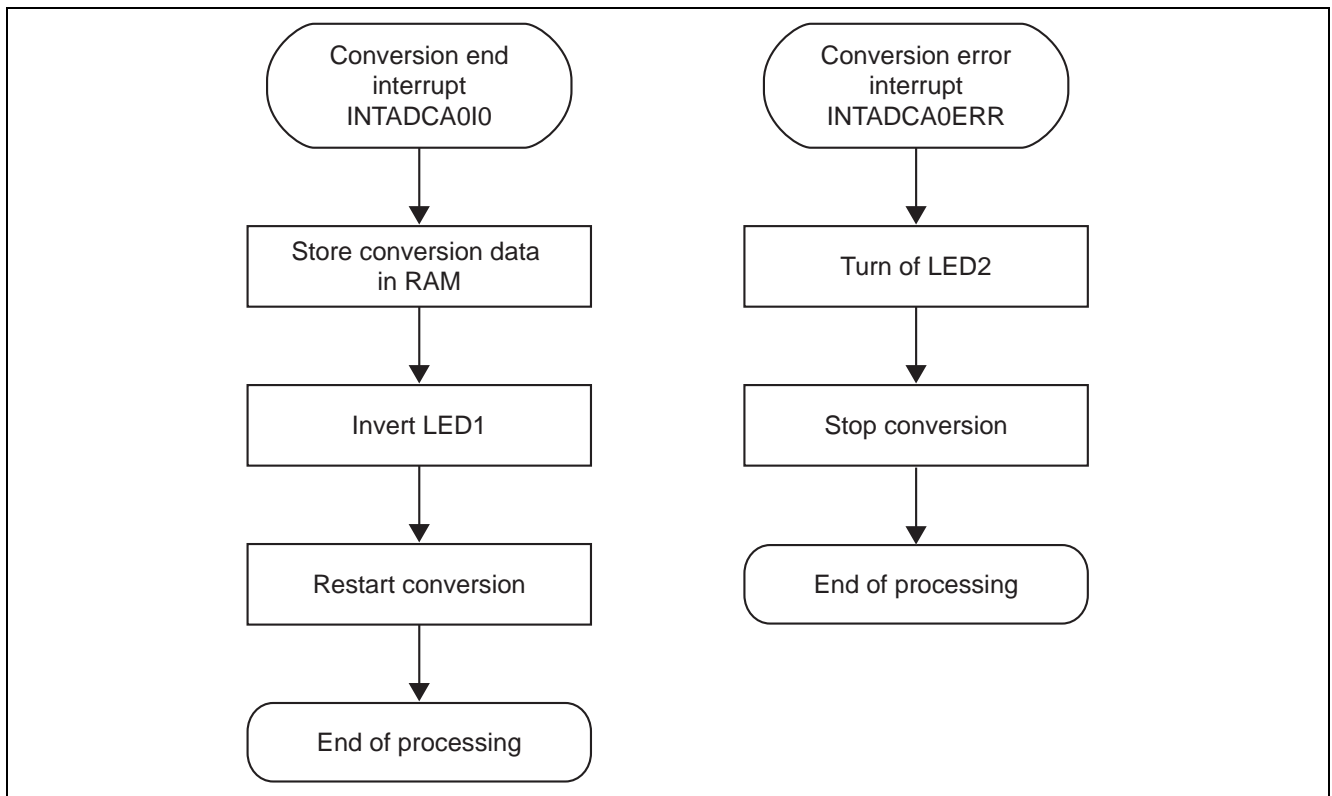 Conversion end
interrupt
INTADCA0I0
Store conversion data
in RAM
Invert LED1
Restart conversion
End of processing
Conversion error
interrupt
INTADCA0ERR
Turn of LED2
Stop conversion
End of processing